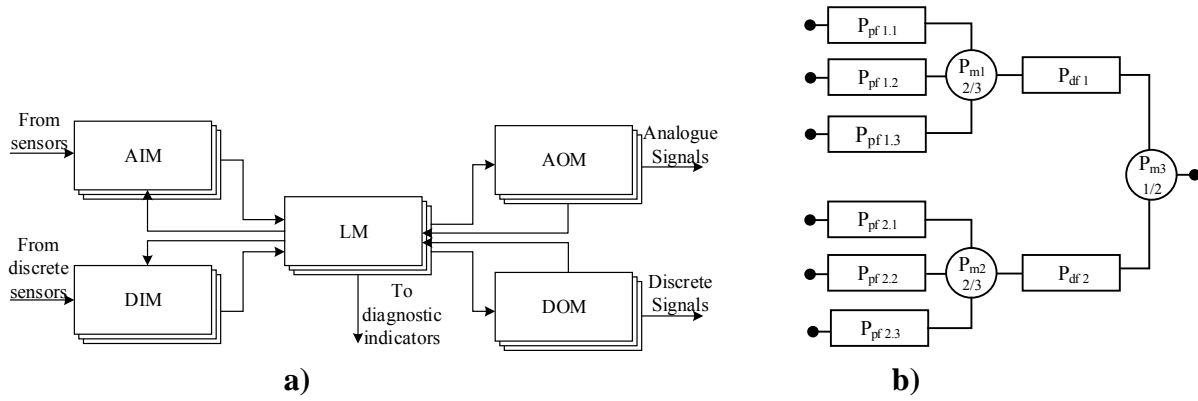 From
sensors
AIM
From
discrete
sensors
DIM
LM
To
diagnostic
indicators
AOM
Analogue
Signals
DOM
Discrete
Signals
a)
P pf 1.1
P pf 1.2
P pf 1.3
P m1
2/3
P df 1
P m3
1/2
P pf 2.1
P pf 2.2
P pf 2.3
P m2
2/3
P df 2
b)